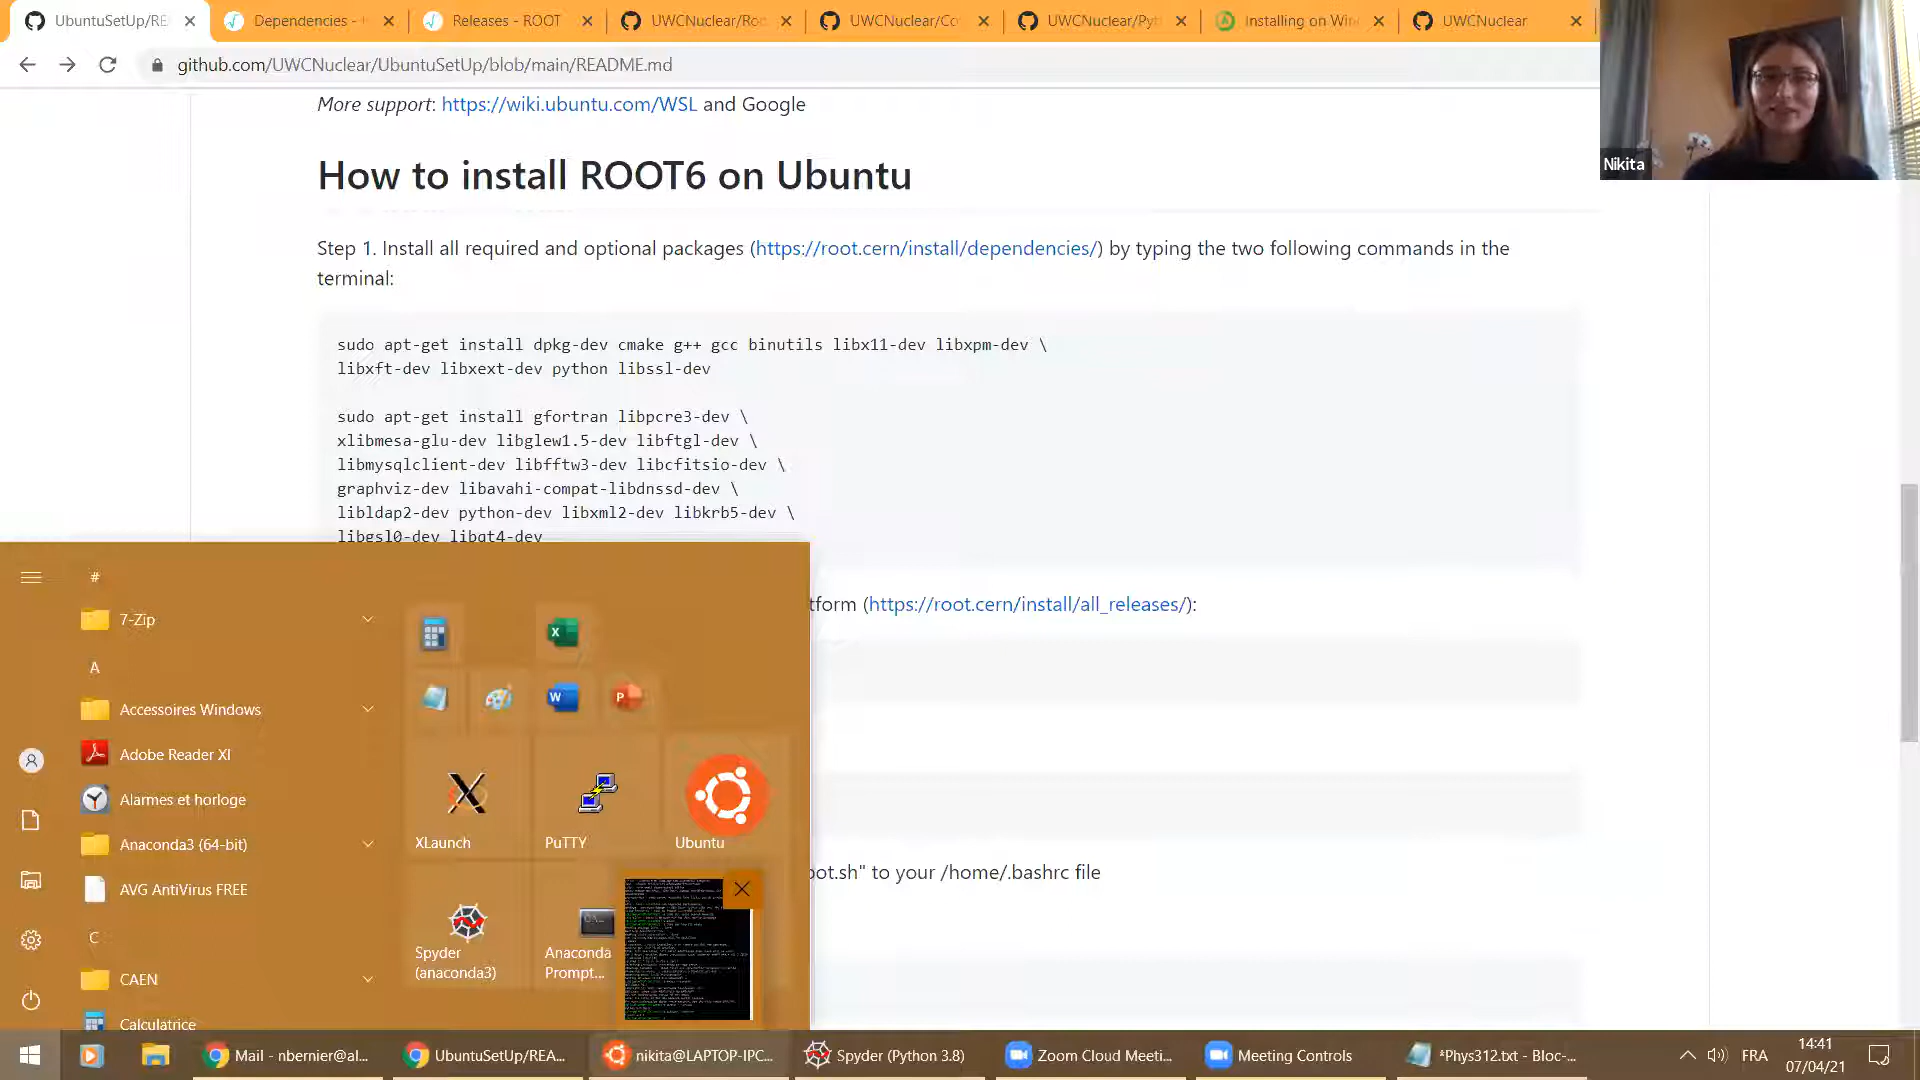 UbuntuSetUp/RE
Dependencies -
Releases - ROOT
UWCNuclear/Ro
UWCNuclear/Co
UWCNuclear/Pyt
Installing on Win
UWCNuclear
github.com/UWCNuclear/UbuntuSetUp/blob/main/README.md
Nikita
More support: https://wiki.ubuntu.com/WSL and Google
How to install ROOT6 on Ubuntu
Step 1. Install all required and optional packages (https://root.cern/install/dependencies/) by typing the two following commands in the
terminal:
sudo apt-get install dpkg-dev cmake g++ gcc binutils libx11-dev libxpm-dev \
libxft-dev libxext-dev python libssl-dev
sudo apt-get install gfortran libpcre3-dev \
xlibmesa-glu-dev libglew1.5-dev libftgl-dev \
libmysqlclient-dev libfftw3-dev libcfitsio-dev \
graphviz-dev libavahi-compat-libdnssd-dev \
libldap2-dev python-dev libxml2-dev libkrb5-dev \
libgsl0-dev libqt4-dev
tform (https://root.cern/install/all_releases/):
oot.sh" to your /home/.bashrc file
#
7-Zip
A
Accessoires Windows
Adobe Reader XI
Alarmes et horloge
Anaconda3 (64-bit)
AVG AntiVirus FREE
C
CAEN
Calculatrice
XLaunch
PuTTY
Ubuntu
Spyder
(anaconda3)
Anaconda
Prompt...
Mail - nbernier@al...
UbuntuSetUp/REA...
nikita@LAPTOP-IPC...
Spyder (Python 3.8)
Zoom Cloud Meeti...
Meeting Controls
*Phys312.txt - Bloc-...
FRA
14:41
07/04/21